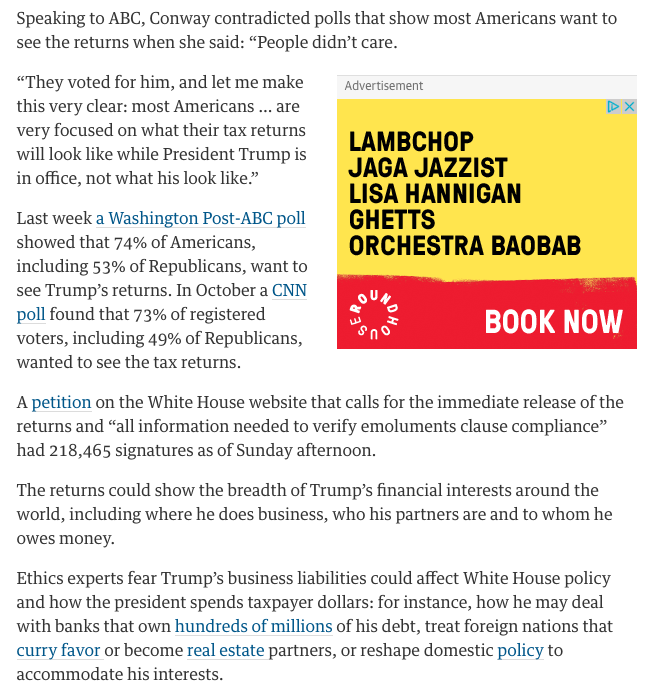 Speaking to ABC, Conway contradicted polls that show most Americans want to
see the returns when she said: “People didn’t care.
“They voted for him, and let me make
this very clear: most Americans ... are
very focused on what their tax returns
will look like while President Trump is
in office, not what his look like.”
Last week a Washington Post-ABC poll
showed that 74% of Americans,
including 53% of Republicans, want to
see Trump’s returns. In October a CNN
poll found that 73% of registered
voters, including 49% of Republicans,
wanted to see the tax returns.
Advertisement
LAMBCHOP
JAGA JAZZIST
LISA HANNIGAN
GHETTS
ORCHESTRA BAOBAB
ROUNDHOUSE
BOOK NOW
A petition on the White House website that calls for the immediate release of the
returns and “all information needed to verify emoluments clause compliance”
had 218,465 signatures as of Sunday afternoon.
The returns could show the breadth of Trump’s financial interests around the
world, including where he does business, who his partners are and to whom he
owes money.
Ethics experts fear Trump’s business liabilities could affect White House policy
and how the president spends taxpayer dollars: for instance, how he may deal
with banks that own hundreds of millions of his debt, treat foreign nations that
curry favor or become real estate partners, or reshape domestic policy to
accommodate his interests.